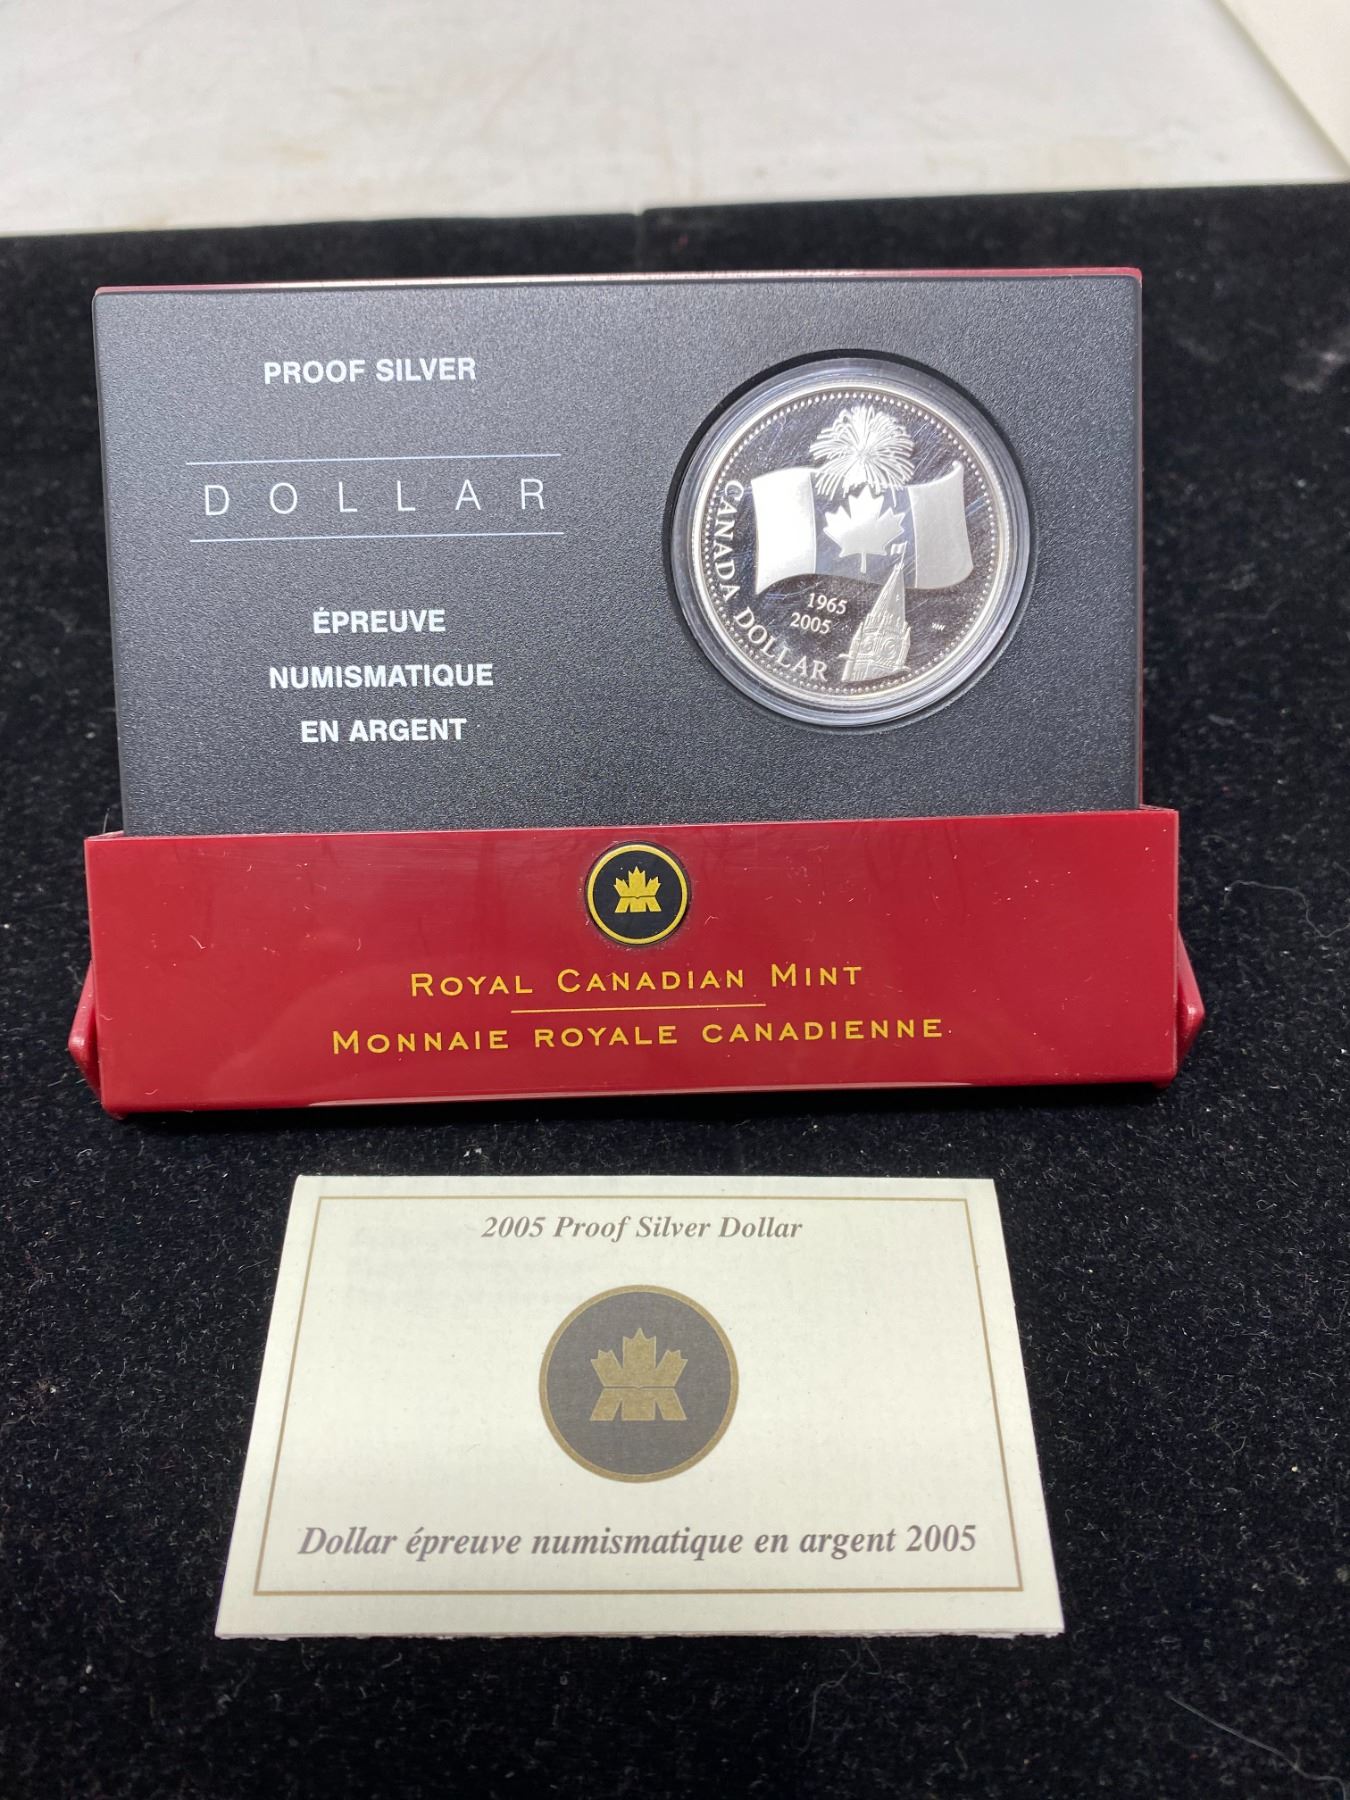 PROOF SILVER
DOLLAR
ÉPREUVE
NUMISMATIQUE
EN ARGENT
CANADA DOLLAR
1965
2005
ROYAL CANADIAN MINT
MONNAIE ROYALE CANADIENNE
2005 Proof Silver Dollar
Dollar épreuve numismatique en argent 2005